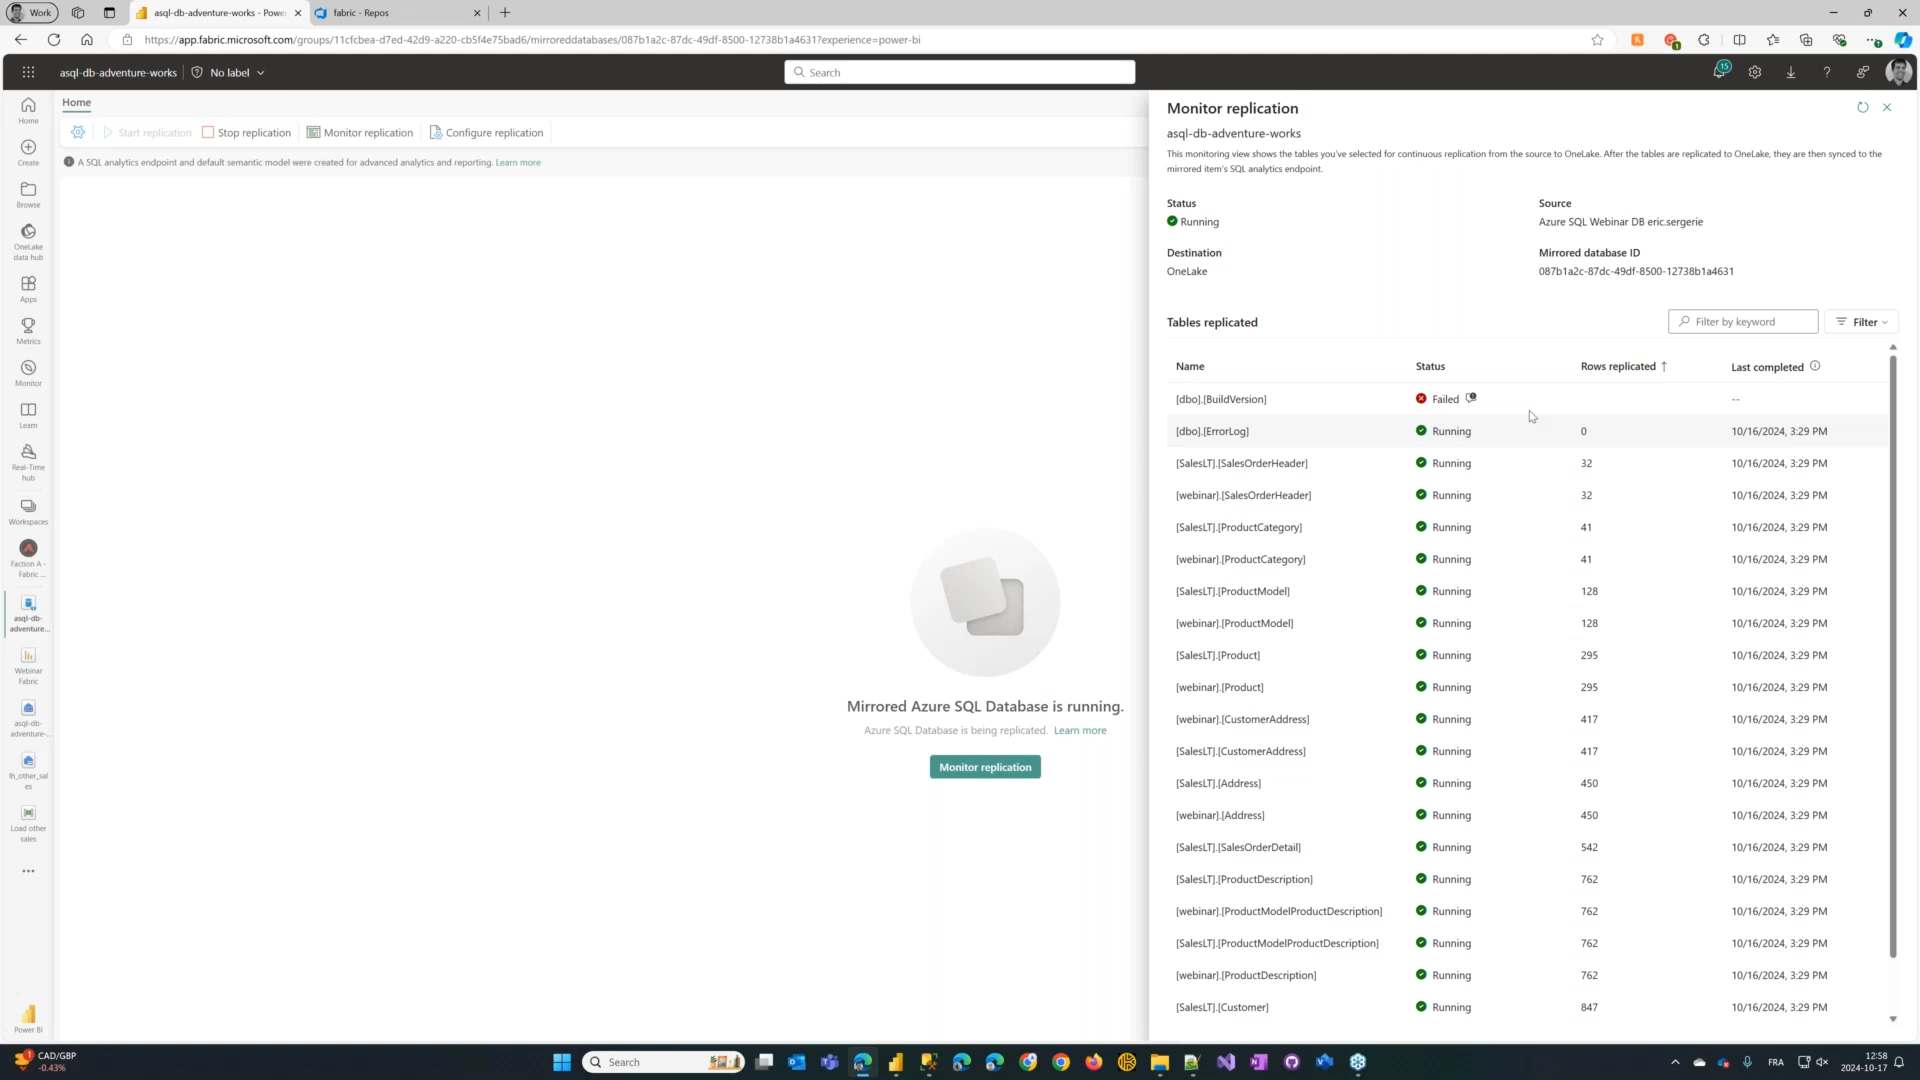 Work
asql-db-adventure-works - Powe
fabric - Repos
https://app.fabric.microsoft.com/groups/11cfcbea-d7ed-42d9-a220-cb5f4e75bad6/mirroreddatabases/087b1a2c-87dc-49df-8500-12738b1a4631?experience=power-bi
1
asql-db-adventure-works
No label
Search
15
Home
Create
Browse
OneLake
data hub
Apps
Metrics
Monitor
Learn
Real-Time
hub
Workspaces
Faction A -
Fabric ...
asql-db-
adventure...
Webinar
Fabric
asql-db-
adventure-..
lh_other_sal
es
Load other
sales
Power BI
Home
Start replication
Stop replication
Monitor replication
Configure replication
A SQL analytics endpoint and default semantic model were created for advanced analytics and reporting. Learn more
Mirrored Azure SQL Database is running.
Azure SQL Database is being replicated. Learn more
Monitor replication
Monitor replication
asql-db-adventure-works
This monitoring view shows the tables you've selected for continuous replication from the source to OneLake. After the tables are replicated to OneLake, they are then synced to the
mirrored item's SQL analytics endpoint.
Status
Running
Source
Azure SQL Webinar DB eric.sergerie
Destination
OneLake
Mirrored database ID
087b1a2c-87dc-49df-8500-12738b1a4631
Tables replicated
Filter by keyword
Filter
Name Status Rows replicated ↑ Last completed
[dbo].[BuildVersion] Failed --
[dbo].[ErrorLog] Running 0 10/16/2024, 3:29 PM
[SalesLT].[SalesOrderHeader] Running 32 10/16/2024, 3:29 PM
[webinar].[SalesOrderHeader] Running 32 10/16/2024, 3:29 PM
[SalesLT].[ProductCategory] Running 41 10/16/2024, 3:29 PM
[webinar].[ProductCategory] Running 41 10/16/2024, 3:29 PM
[SalesLT].[ProductModel] Running 128 10/16/2024, 3:29 PM
[webinar].[ProductModel] Running 128 10/16/2024, 3:29 PM
[SalesLT].[Product] Running 295 10/16/2024, 3:29 PM
[webinar].[Product] Running 295 10/16/2024, 3:29 PM
[webinar].[CustomerAddress] Running 417 10/16/2024, 3:29 PM
[SalesLT].[CustomerAddress] Running 417 10/16/2024, 3:29 PM
[SalesLT].[Address] Running 450 10/16/2024, 3:29 PM
[webinar].[Address] Running 450 10/16/2024, 3:29 PM
[SalesLT].[SalesOrderDetail] Running 542 10/16/2024, 3:29 PM
[SalesLT].[ProductDescription] Running 762 10/16/2024, 3:29 PM
[webinar].[ProductModelProductDescription] Running 762 10/16/2024, 3:29 PM
[SalesLT].[ProductModelProductDescription] Running 762 10/16/2024, 3:29 PM
[webinar].[ProductDescription] Running 762 10/16/2024, 3:29 PM
[SalesLT].[Customer] Running 847 10/16/2024, 3:29 PM
1
CAD/GBP
-0.43%
Search
FRA
12:58
2024-10-17